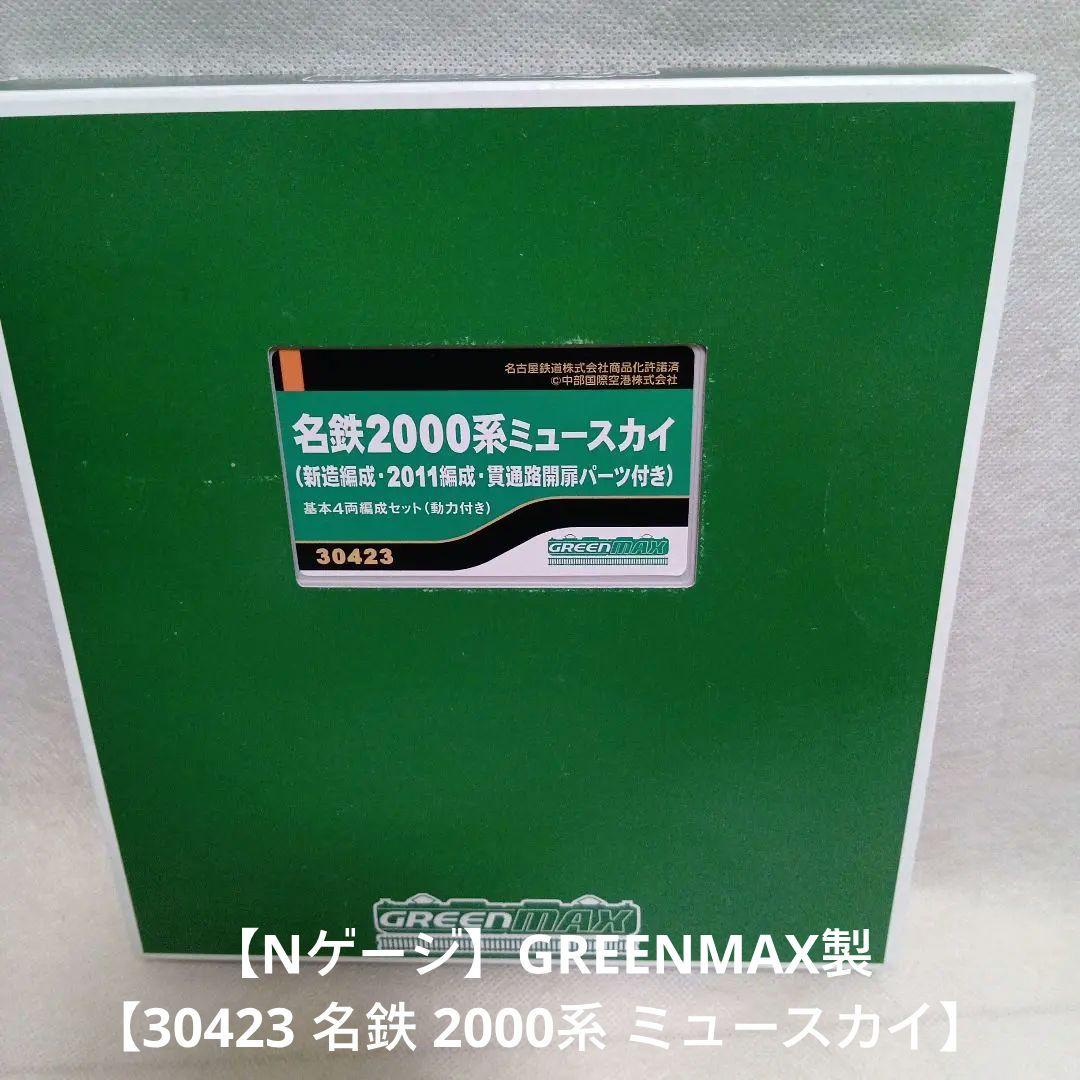 名古屋鉄道株式会社商品化許諾済
©中部国際空港株式会社
名鉄2000系ミュースカイ
(新造編成・2011編成・貫通路開扉パーツ付き)
基本4両編成セット(動力付き)
30423
GREENMAX
GREENMAX
【Nゲージ】GREENMAX製
【30423 名鉄 2000系 ミュースカイ】